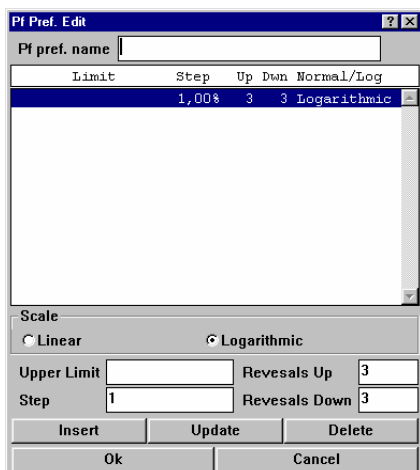 Pf Pref. Edit
Pf pref. name
Limit Step Up Dwn Normal/Log
1,00% 3 3 Logarithmic
Scale
Linear Logarithmic
Upper Limit Revesals Up 3
Step 1 Revesals Down 3
Insert Update Delete
Ok Cancel